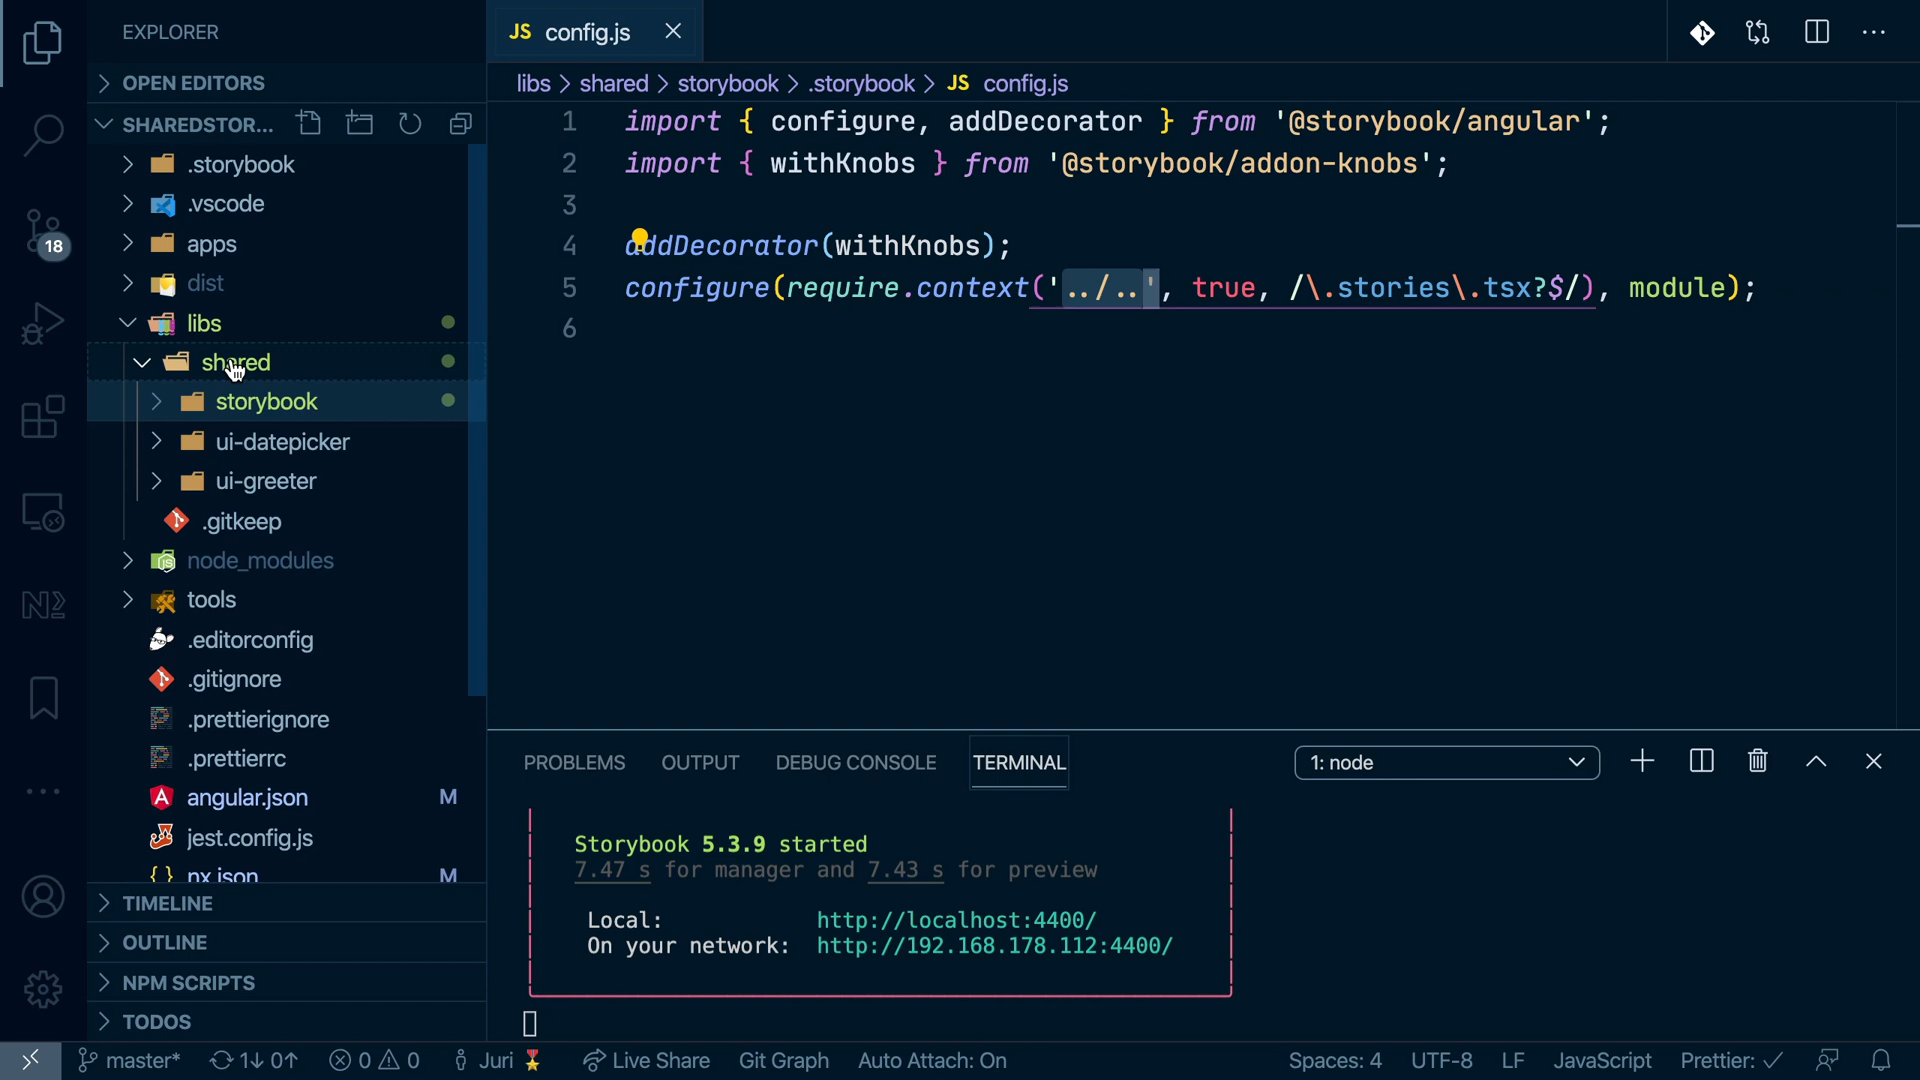 EXPLORER
OPEN EDITORS
SHAREDSTOR...
.storybook
.vscode
apps
dist
libs
shared
storybook
ui-datepicker
ui-greeter
.gitkeep
node_modules
tools
.editorconfig
.gitignore
.prettierignore
.prettierrc
angular.json M
jest.config.js
nx.json M
TIMELINE
OUTLINE
NPM SCRIPTS
TODOS
18
JS config.js
libs > shared > storybook > .storybook > JS config.js
1 import { configure, addDecorator } from '@storybook/angular';
2 import { withKnobs } from '@storybook/addon-knobs';
3
4 addDecorator(withKnobs);
5 configure(require.context('../..', true, /\.stories\.tsx?$/), module);
6
PROBLEMS OUTPUT DEBUG CONSOLE TERMINAL 1: node
Storybook 5.3.9 started
7.47 s for manager and 7.43 s for preview
Local: http://localhost:4400/
On your network: http://192.168.178.112:4400/
master* 1↓ 0↑ 0 0 Juri Live Share Git Graph Auto Attach: On Spaces: 4 UTF-8 LF JavaScript Prettier: ✓